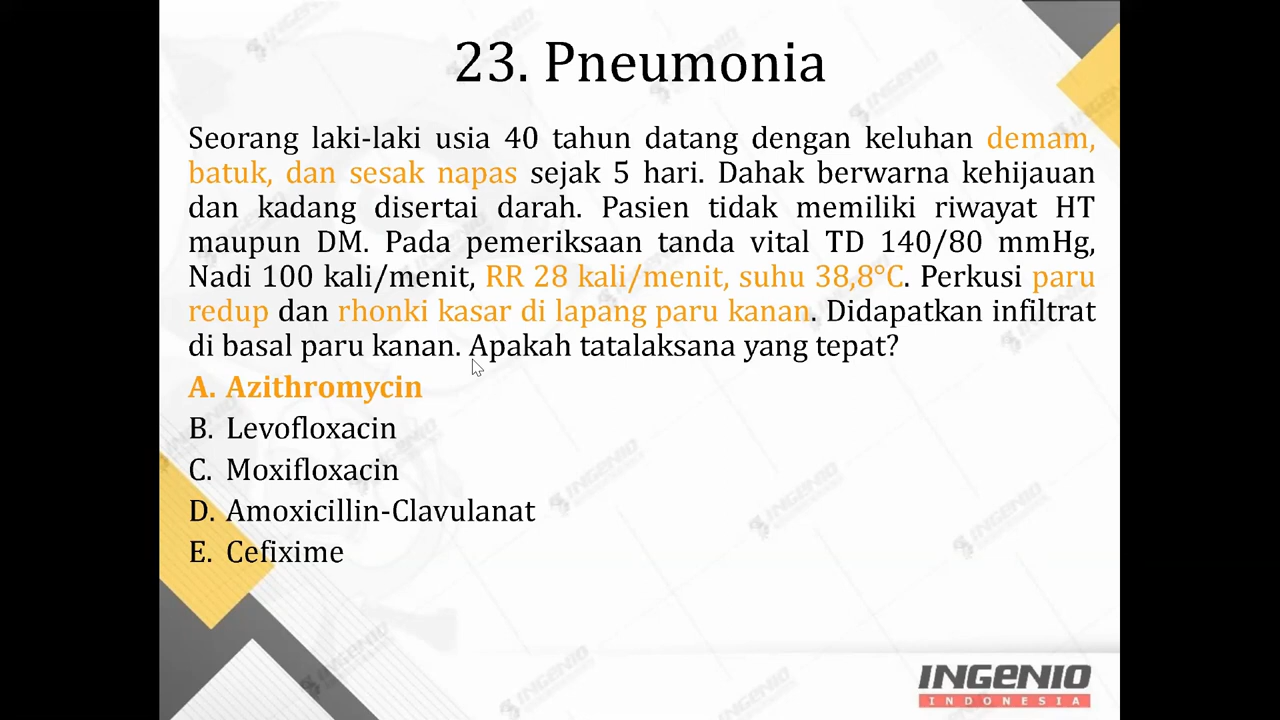 23. Pneumonia
Seorang laki-laki usia 40 tahun datang dengan keluhan demam,
batuk, dan sesak napas sejak 5 hari. Dahak berwarna kehijauan
dan kadang disertai darah. Pasien tidak memiliki riwayat HT
maupun DM. Pada pemeriksaan tanda vital TD 140/80 mmHg,
Nadi 100 kali/menit, RR 28 kali/menit, suhu 38,8°C. Perkusi paru
redup dan rhonki kasar di lapang paru kanan. Didapatkan infiltrat
di basal paru kanan. Apakah tatalaksana yang tepat?
A. Azithromycin
B. Levofloxacin
C. Moxifloxacin
D. Amoxicillin-Clavulanat
E. Cefixime
INGENIO
INDONESIA